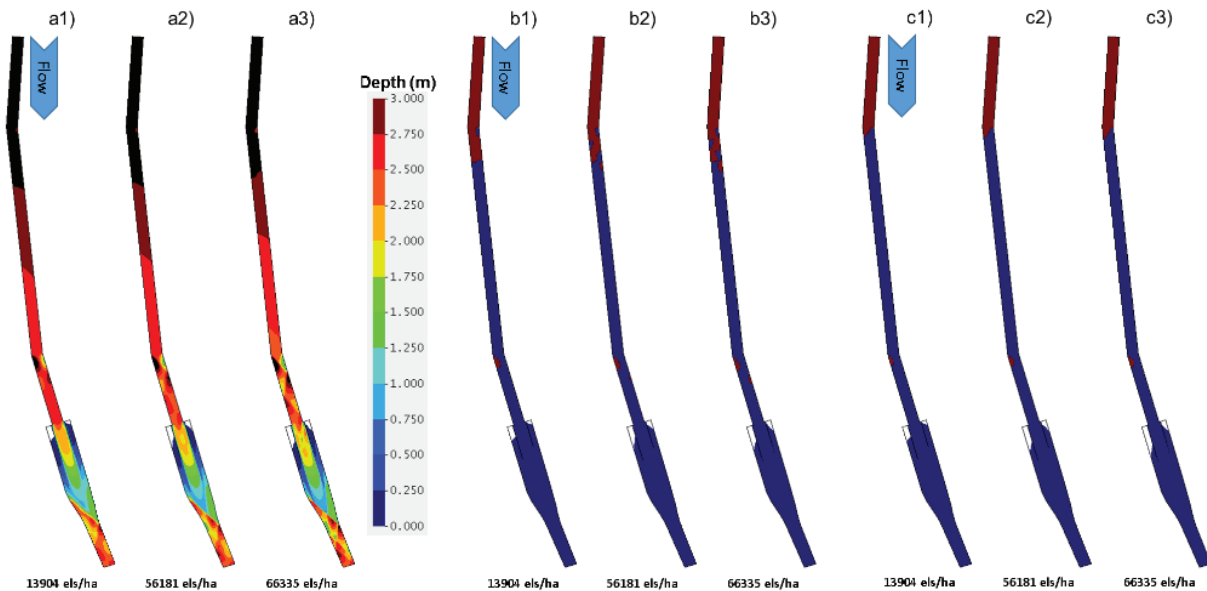 a1) a2) a3) b1) b2) b3) c1) c2) c3)
Flow
Flow
Flow
Depth (m)
3.000
2.750
2.500
2.250
2.000
1.750
1.500
1.250
1.000
0.750
0.500
0.250
0.000
13904 els/ha 56181 els/ha 66335 els/ha 13904 els/ha 56181 els/ha 66335 els/ha 13904 els/ha 56181 els/ha 66335 els/ha